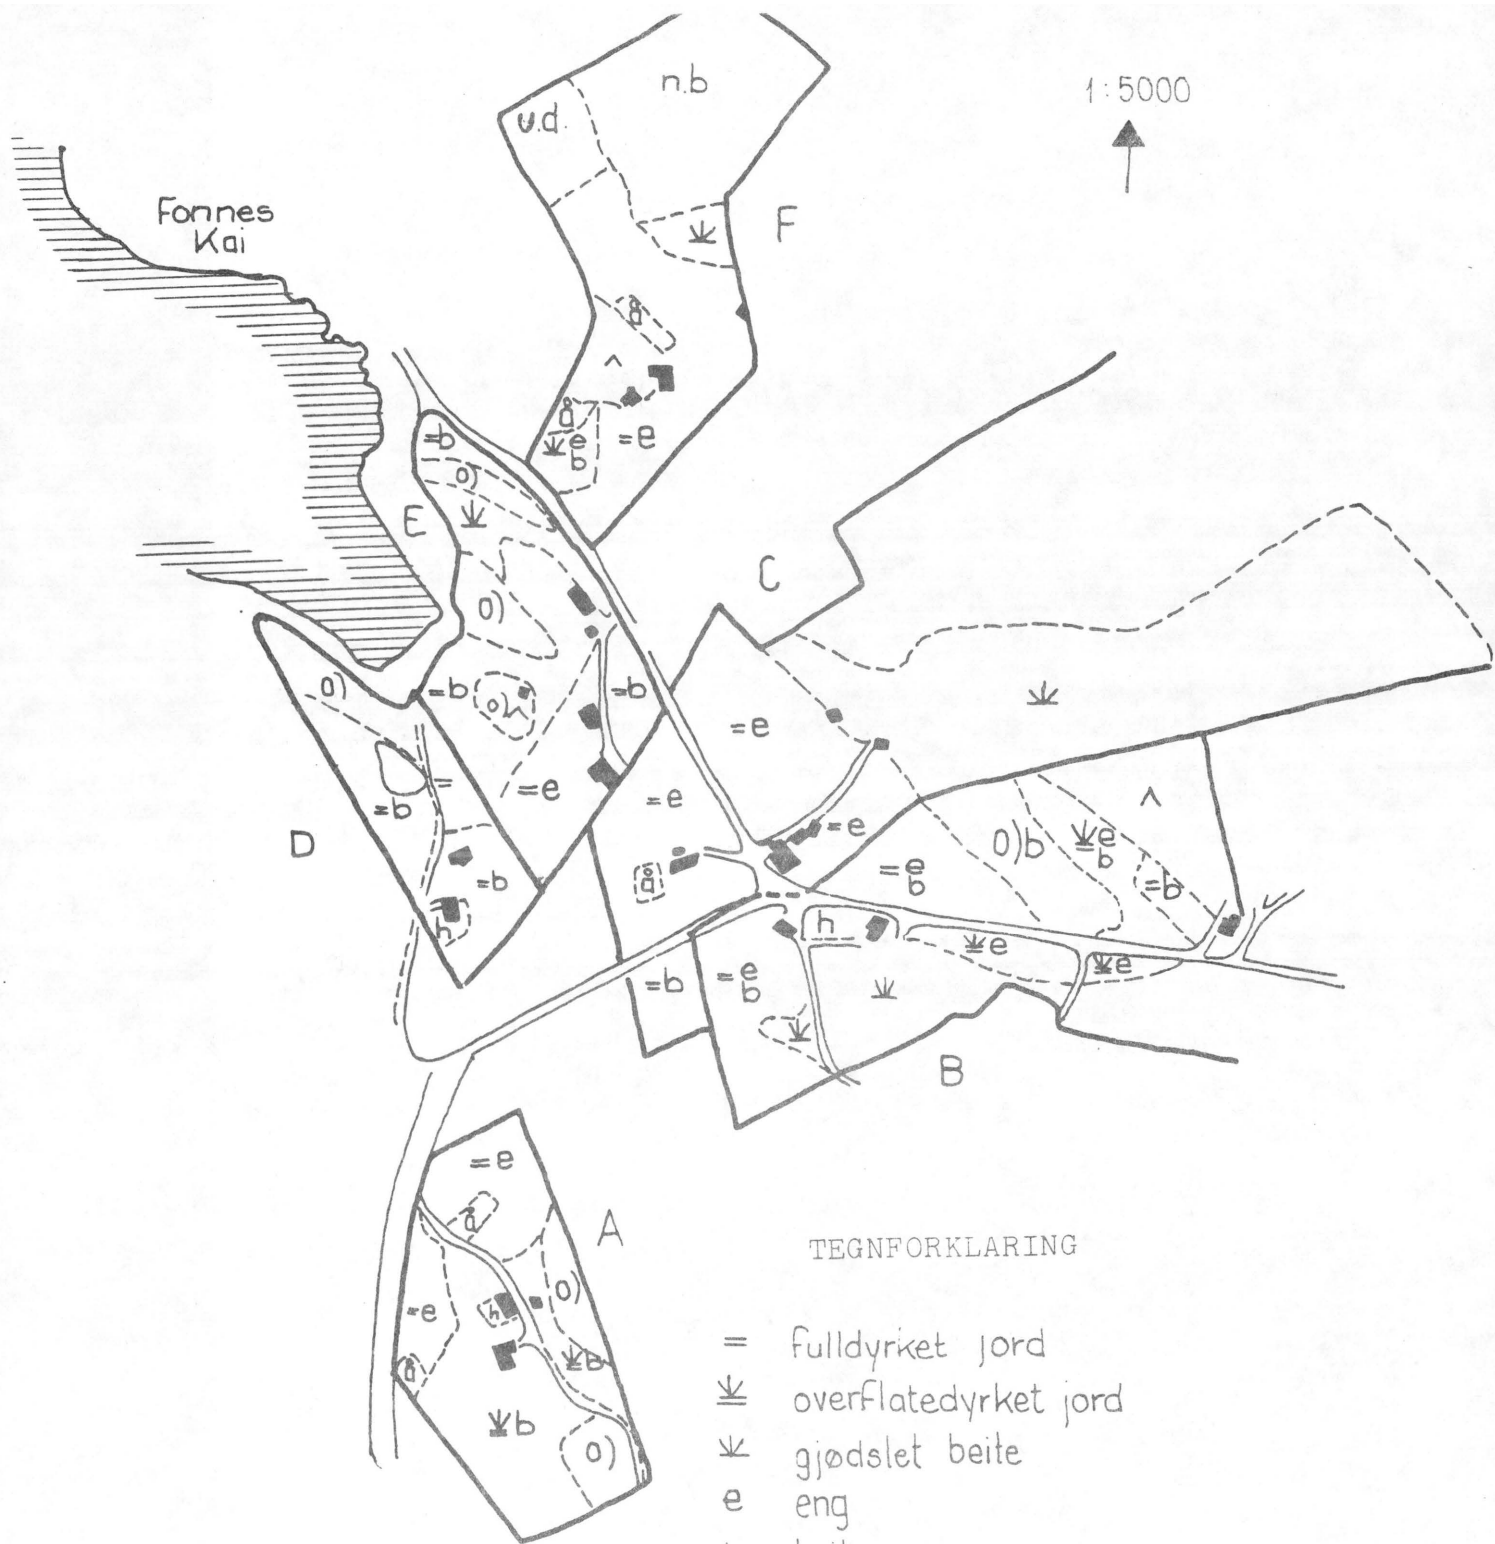 n.b
1:5000
u.d.
Fonnes
Kai
F
å
^
å
e
b
=e
=b
o)
E
C
o)
o)
=b
o)
=b
=e
=e
=
=b
=e
^
D
=e
o)b
e
b
=b
=e
b
=b
å
h
h
e
e
=e
b
=b
B
=e
å
A
TEGNFORKLARING
=e
h
o)
= fulldyrket jord
b
overflatedyrket jord
å
b
gjødslet beite
o)
e eng